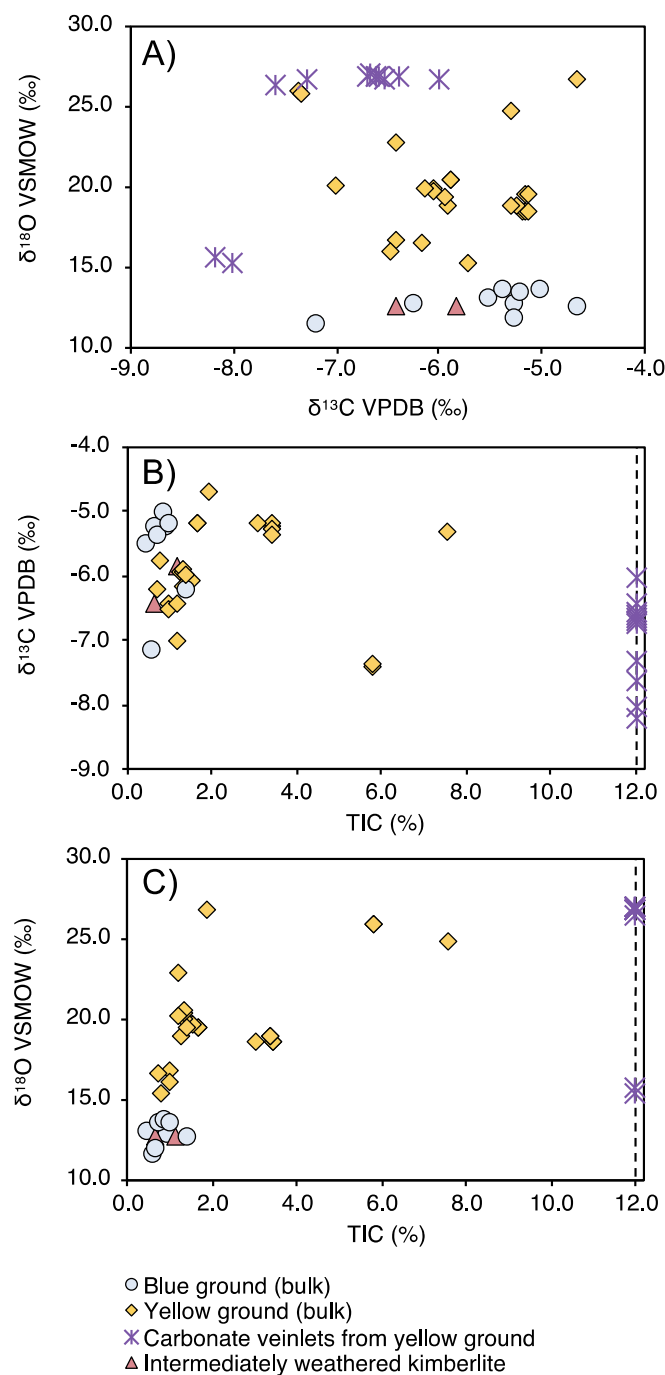 A)
30.0
25.0
20.0
15.0
10.0
δ18O VSMOW (‰)
-9.0 -8.0 -7.0 -6.0 -5.0 -4.0
δ13C VPDB (‰)
B)
-4.0
-5.0
-6.0
-7.0
-8.0
-9.0
δ13C VPDB (‰)
0.0 2.0 4.0 6.0 8.0 10.0 12.0
TIC (%)
C)
30.0
25.0
20.0
15.0
10.0
δ18O VSMOW (‰)
0.0 2.0 4.0 6.0 8.0 10.0 12.0
TIC (%)
Blue ground (bulk)
Yellow ground (bulk)
Carbonate veinlets from yellow ground
Intermediately weathered kimberlite